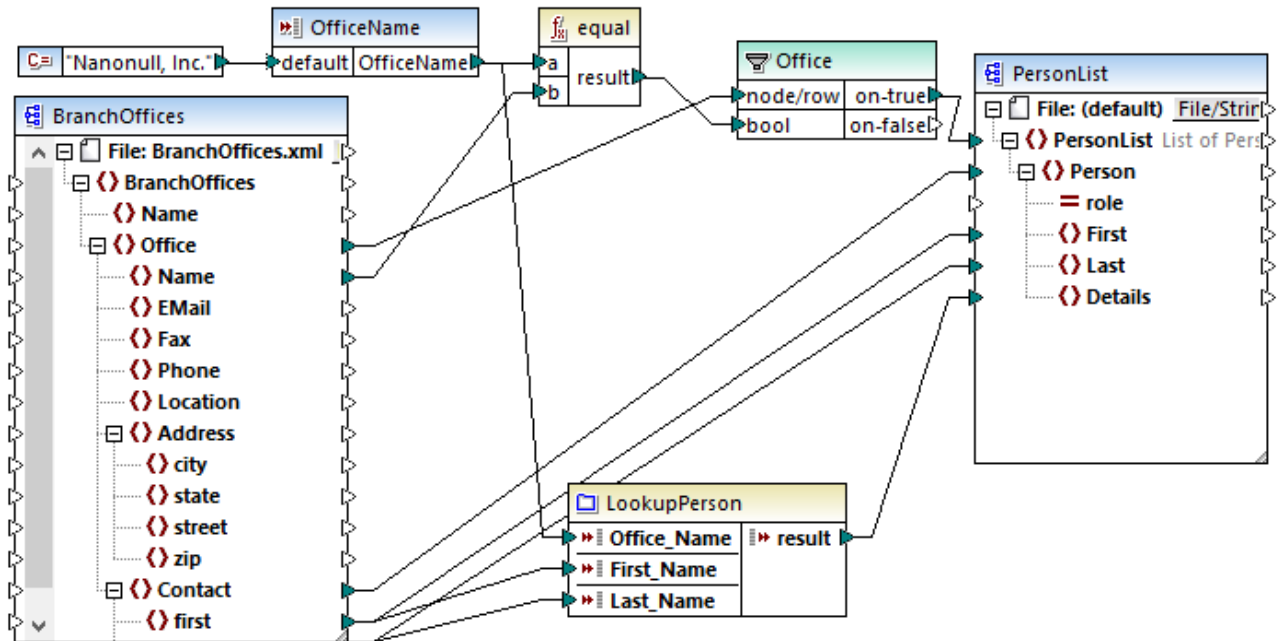 OfficeName
C= "Nanonull, Inc."
default OfficeName
equal
a
b
result
Office
node/row on-true
bool on-false
PersonList
File: (default) File/Strin
PersonList List of Pers
Person
role
First
Last
Details
BranchOffices
File: BranchOffices.xml
BranchOffices
Name
Office
Name
EMail
Fax
Phone
Location
Address
city
state
street
zip
Contact
first
LookupPerson
Office_Name result
First_Name
Last_Name